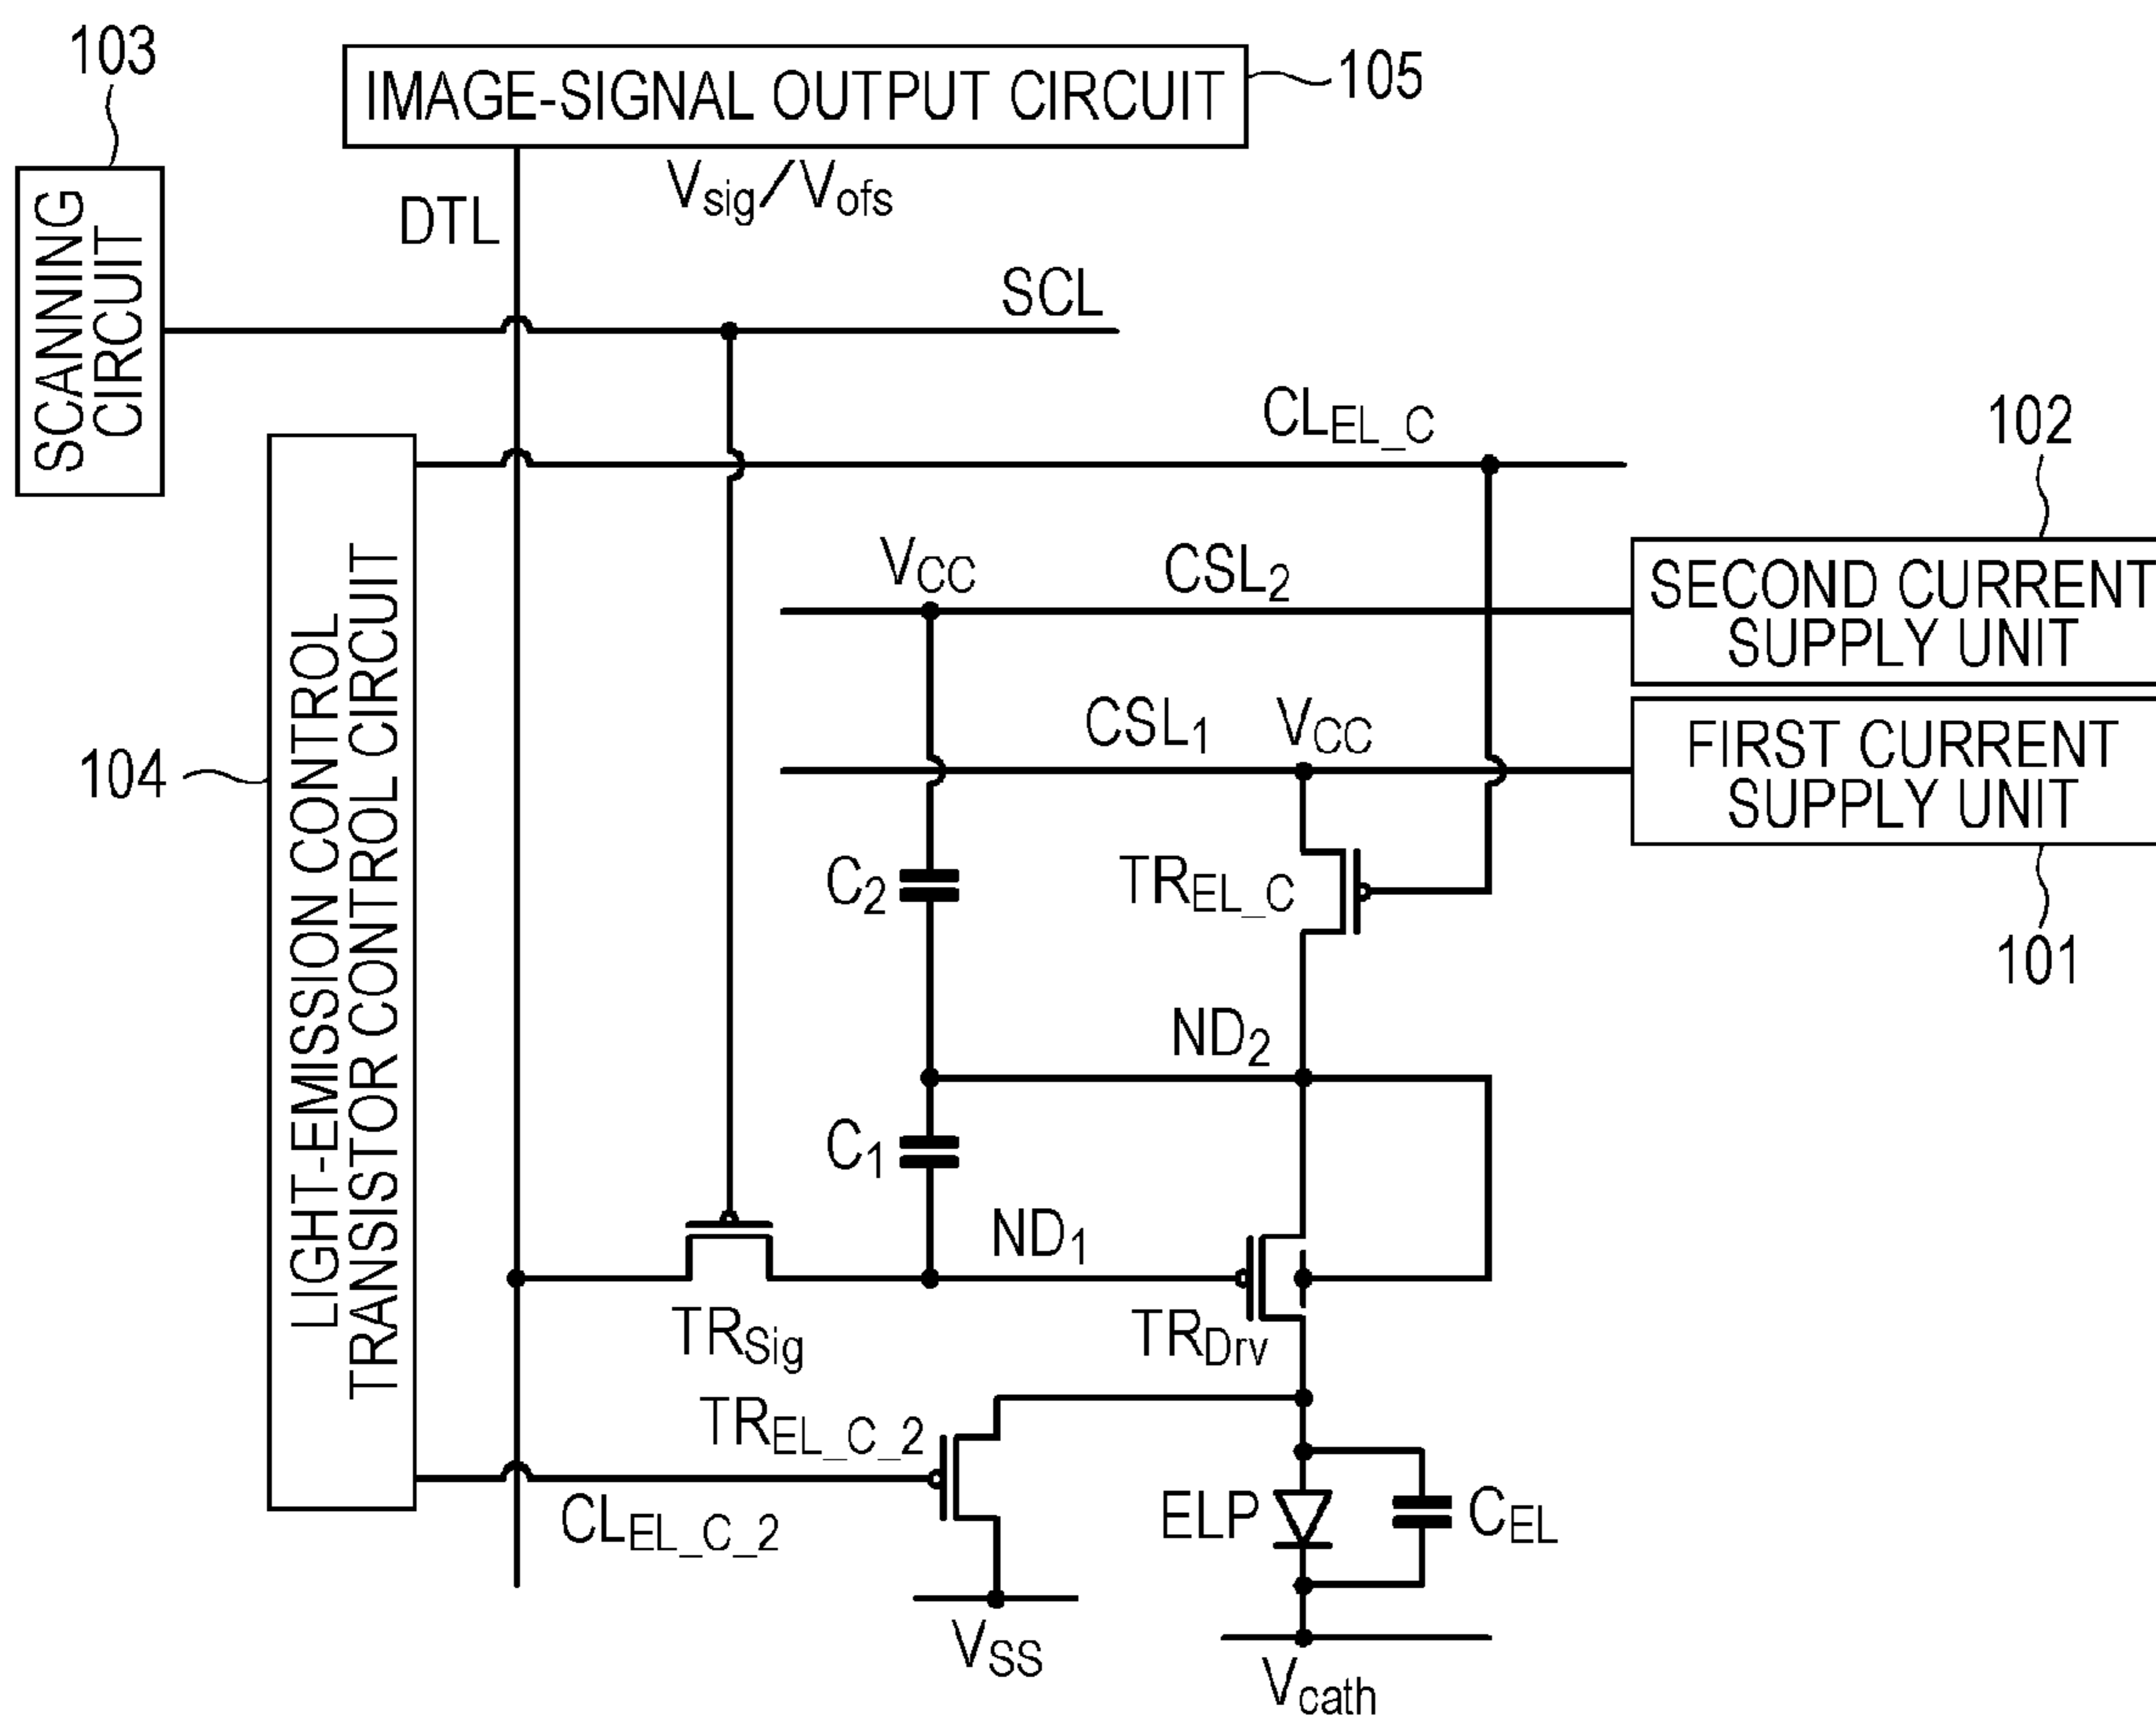 103
IMAGE-SIGNAL OUTPUT CIRCUIT
105
SCANNING
CIRCUIT
DTL
Vsig/Vofs
SCL
CLEL_C
102
VCC
CSL2
SECOND CURRENT
SUPPLY UNIT
CSL1
VCC
FIRST CURRENT
SUPPLY UNIT
104
LIGHT-EMISSION CONTROL
TRANSISTOR CONTROL CIRCUIT
C2
TREL_C
101
ND2
C1
ND1
TRSig
TRDrv
TREL_C_2
CLEL_C_2
ELP
CEL
VSS
Vcath